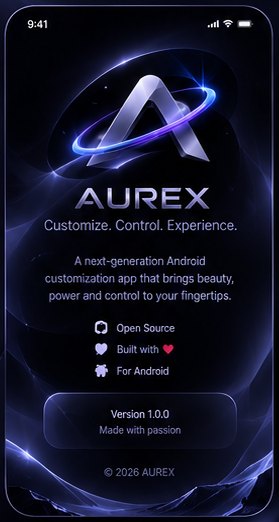 9:41
AUREX
Customize. Control. Experience.
A next-generation Android
customization app that brings beauty,
power and control to your fingertips.
Open Source
Built with ❤️
For Android
Version 1.0.0
Made with passion
© 2026 AUREX